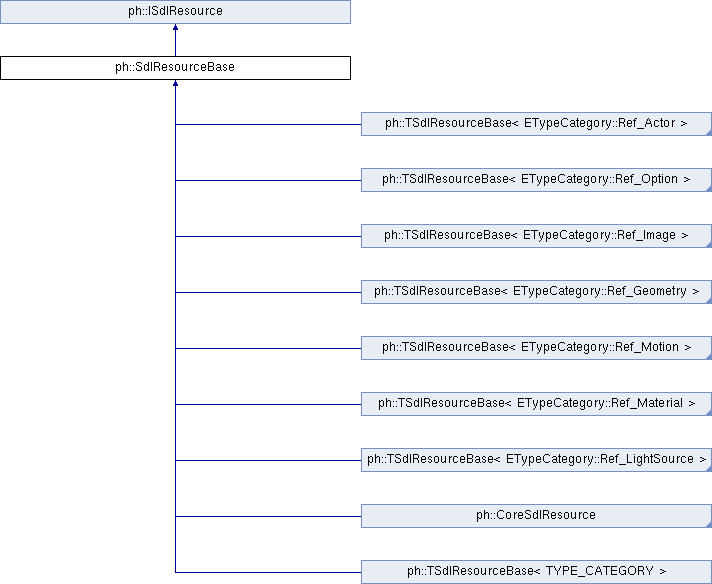 ph::ISdlResource
ph::SdlResourceBase
ph::TSdlResourceBase< ETypeCategory::Ref_Actor >
ph::TSdlResourceBase< ETypeCategory::Ref_Option >
ph::TSdlResourceBase< ETypeCategory::Ref_Image >
ph::TSdlResourceBase< ETypeCategory::Ref_Geometry >
ph::TSdlResourceBase< ETypeCategory::Ref_Motion >
ph::TSdlResourceBase< ETypeCategory::Ref_Material >
ph::TSdlResourceBase< ETypeCategory::Ref_LightSource >
ph::CoreSdlResource
ph::TSdlResourceBase< TYPE_CATEGORY >